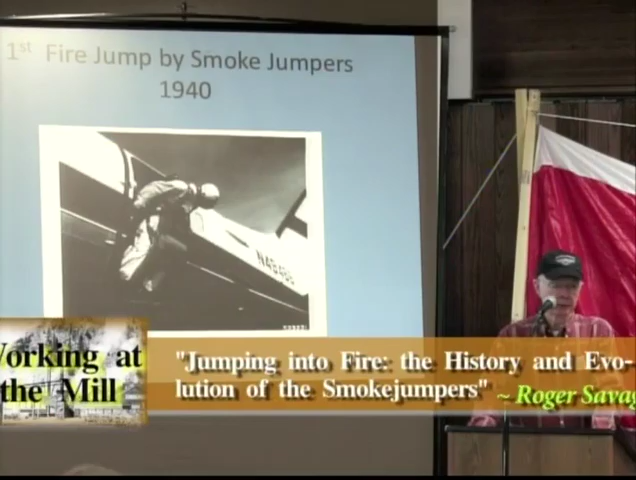 1st Fire Jump by Smoke Jumpers
1940
Working at
the Mill
"Jumping into Fire: the History and Evo-
lution of the Smokejumpers" ~ Roger Savag